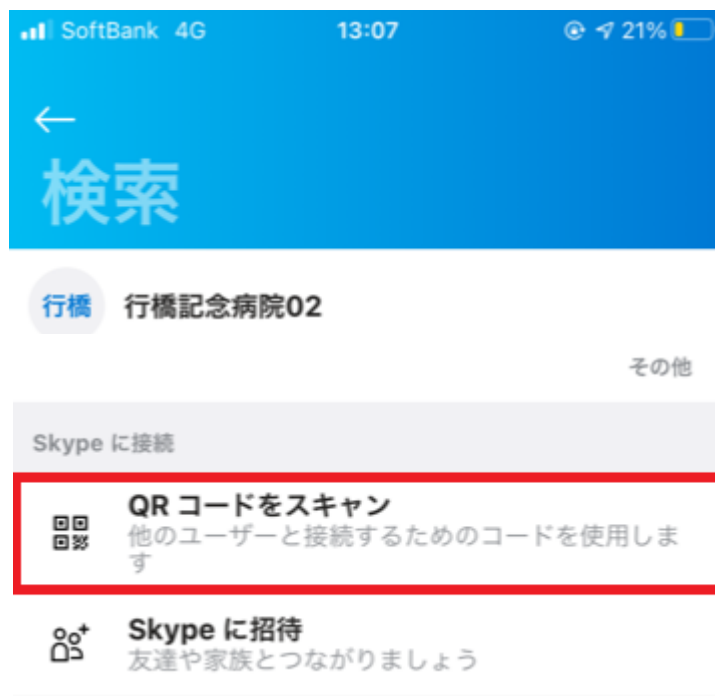 SoftBank 4G 13:07 21%
検索
行橋 行橋記念病院02
その他
Skype に接続
QR コードをスキャン
他のユーザーと接続するためのコードを使用しま
す
Skype に招待
友達や家族とつながりましょう